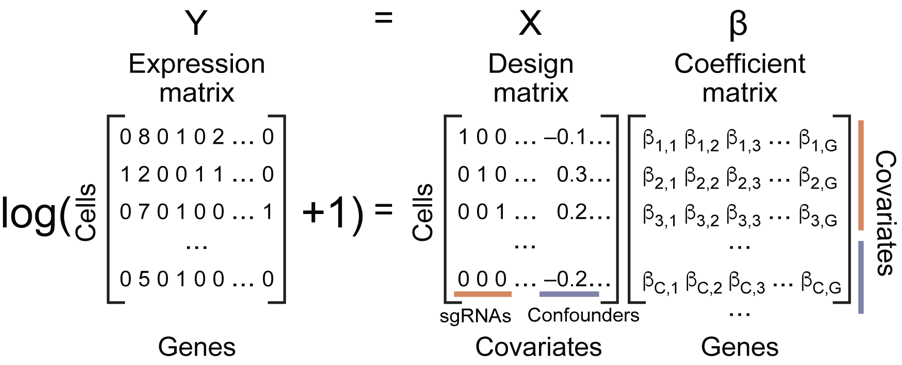 Y = X β
Expression matrix Design matrix Coefficient matrix
log( Cells [ 0 8 0 1 0 2 … 0 +1) = Cells [ 1 0 0 … –0.1… β1,1 β1,2 β1,3 … β1,G Covariates
1 2 0 0 1 1 … 0 0 1 0 … 0.3… β2,1 β2,2 β2,3 … β2,G
0 7 0 1 0 0 … 1 0 0 1 … 0.2… β3,1 β3,2 β3,3 … β3,G
… … …
0 5 0 1 0 0 … 0 0 0 0 … –0.2… βC,1 βC,2 βC,3 … βC,G
sgRNAs Confounders …
Genes Covariates Genes